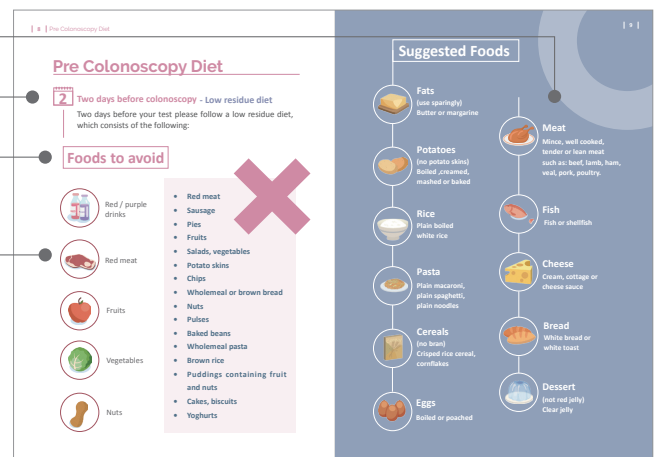 | 8 | Pre Colonoscopy Diet
Pre Colonoscopy Diet
2
Two days before colonoscopy - Low residue diet
Two days before your test please follow a low residue diet,
which consists of the following:
Foods to avoid
Red / purple
drinks
Red meat
Fruits
Vegetables
Nuts
• Red meat
• Sausage
• Pies
• Fruits
• Salads, vegetables
• Potato skins
• Chips
• Wholemeal or brown bread
• Nuts
• Pulses
• Baked beans
• Wholemeal pasta
• Brown rice
• Puddings containing fruit
and nuts
• Cakes, biscuits
• Yoghurts
| 9 |
Suggested Foods
Fats
(use sparingly)
Butter or margarine
Potatoes
(no potato skins)
Boiled ,creamed,
mashed or baked
Rice
Plain boiled
white rice
Pasta
Plain macaroni,
plain spaghetti,
plain noodles
Cereals
(no bran)
Crisped rice cereal,
cornflakes
Eggs
Boiled or poached
Meat
Mince, well cooked,
tender or lean meat
such as: beef, lamb, ham,
veal, pork, poultry.
Fish
Fish or shellfish
Cheese
Cream, cottage or
cheese sauce
Bread
White bread or
white toast
Dessert
(not red jelly)
Clear jelly